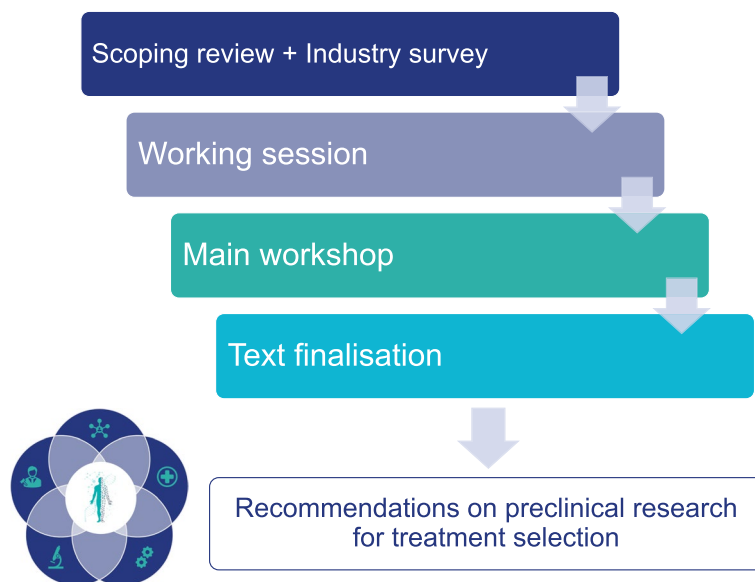 Scoping review + Industry survey
Working session
Main workshop
Text finalisation
Recommendations on preclinical research
for treatment selection